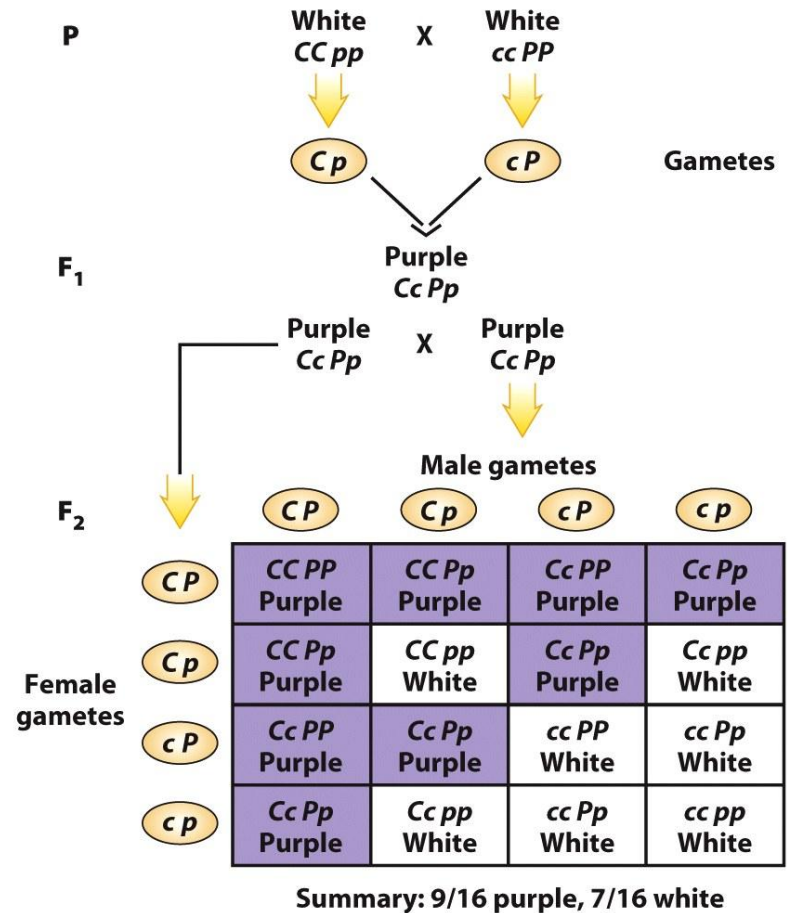 P
White X White
CC pp cc PP
C p c P Gametes
F1
Purple
Cc Pp
Purple X Purple
Cc Pp Cc Pp
Male gametes
F2
C P C p c P c p
C P
CC PP CC Pp Cc PP Cc Pp
Purple Purple Purple Purple
C p
CC Pp CC pp Cc Pp Cc pp
Purple White Purple White
Female
gametes
c P
Cc PP Cc Pp cc PP cc Pp
Purple Purple White White
c p
Cc Pp Cc pp cc Pp cc pp
Purple White White White
Summary: 9/16 purple, 7/16 white